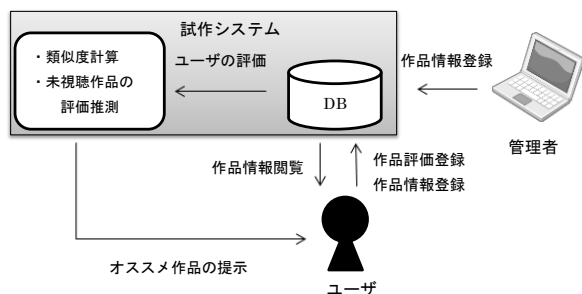 試作システム
・類似度計算
・未視聴作品の
評価推測
ユーザの評価
DB
作品情報登録
管理者
作品情報閲覧
作品評価登録
作品情報登録
オススメ作品の提示
ユーザ